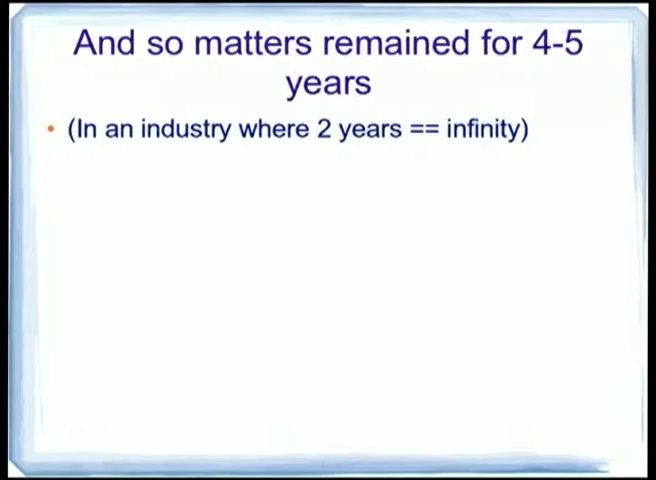 And so matters remained for 4-5
years
• (In an industry where 2 years == infinity)